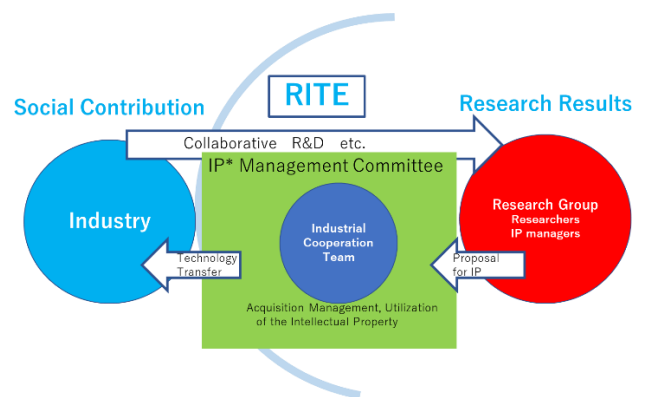 RITE
Social Contribution
Research Results
Collaborative R&D etc.
IP* Management Committee
Industry
Industrial
Cooperation
Team
Research Group
Researchers
IP managers
Technology
Transfer
Proposal
for IP
Acquisition Management, Utilization
of the Intellectual Property